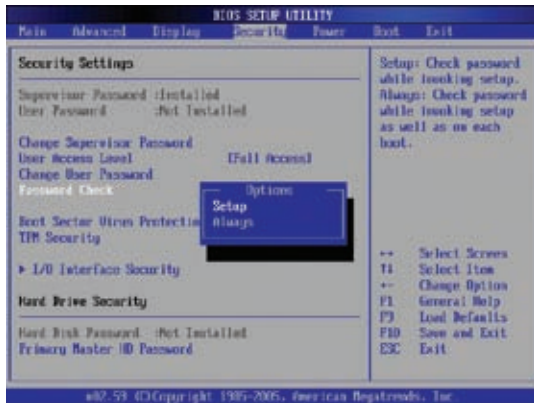 BIOS SETUP UTILITY
Main Advanced Display Security Power Boot Exit
Security Settings
Supervisor Password :Installed
User Password :Not Installed
Change Supervisor Password
User Access Level [Full Access]
Change User Password
Password Check
Boot Sector Virus Protection
TPM Security
▶ I/O Interface Security
Hard Drive Security
Hard Disk Password :Not Installed
Primary Master HD Password
Options
Setup
Always
Setup: Check password
while invoking setup.
Always: Check password
while invoking setup
as well as on each
boot.
↔ Select Screen
↑↓ Select Item
+- Change Option
F1 General Help
F9 Load Defaults
F10 Save and Exit
ESC Exit
v02.59 (C)Copyright 1985-2005, American Megatrends, Inc